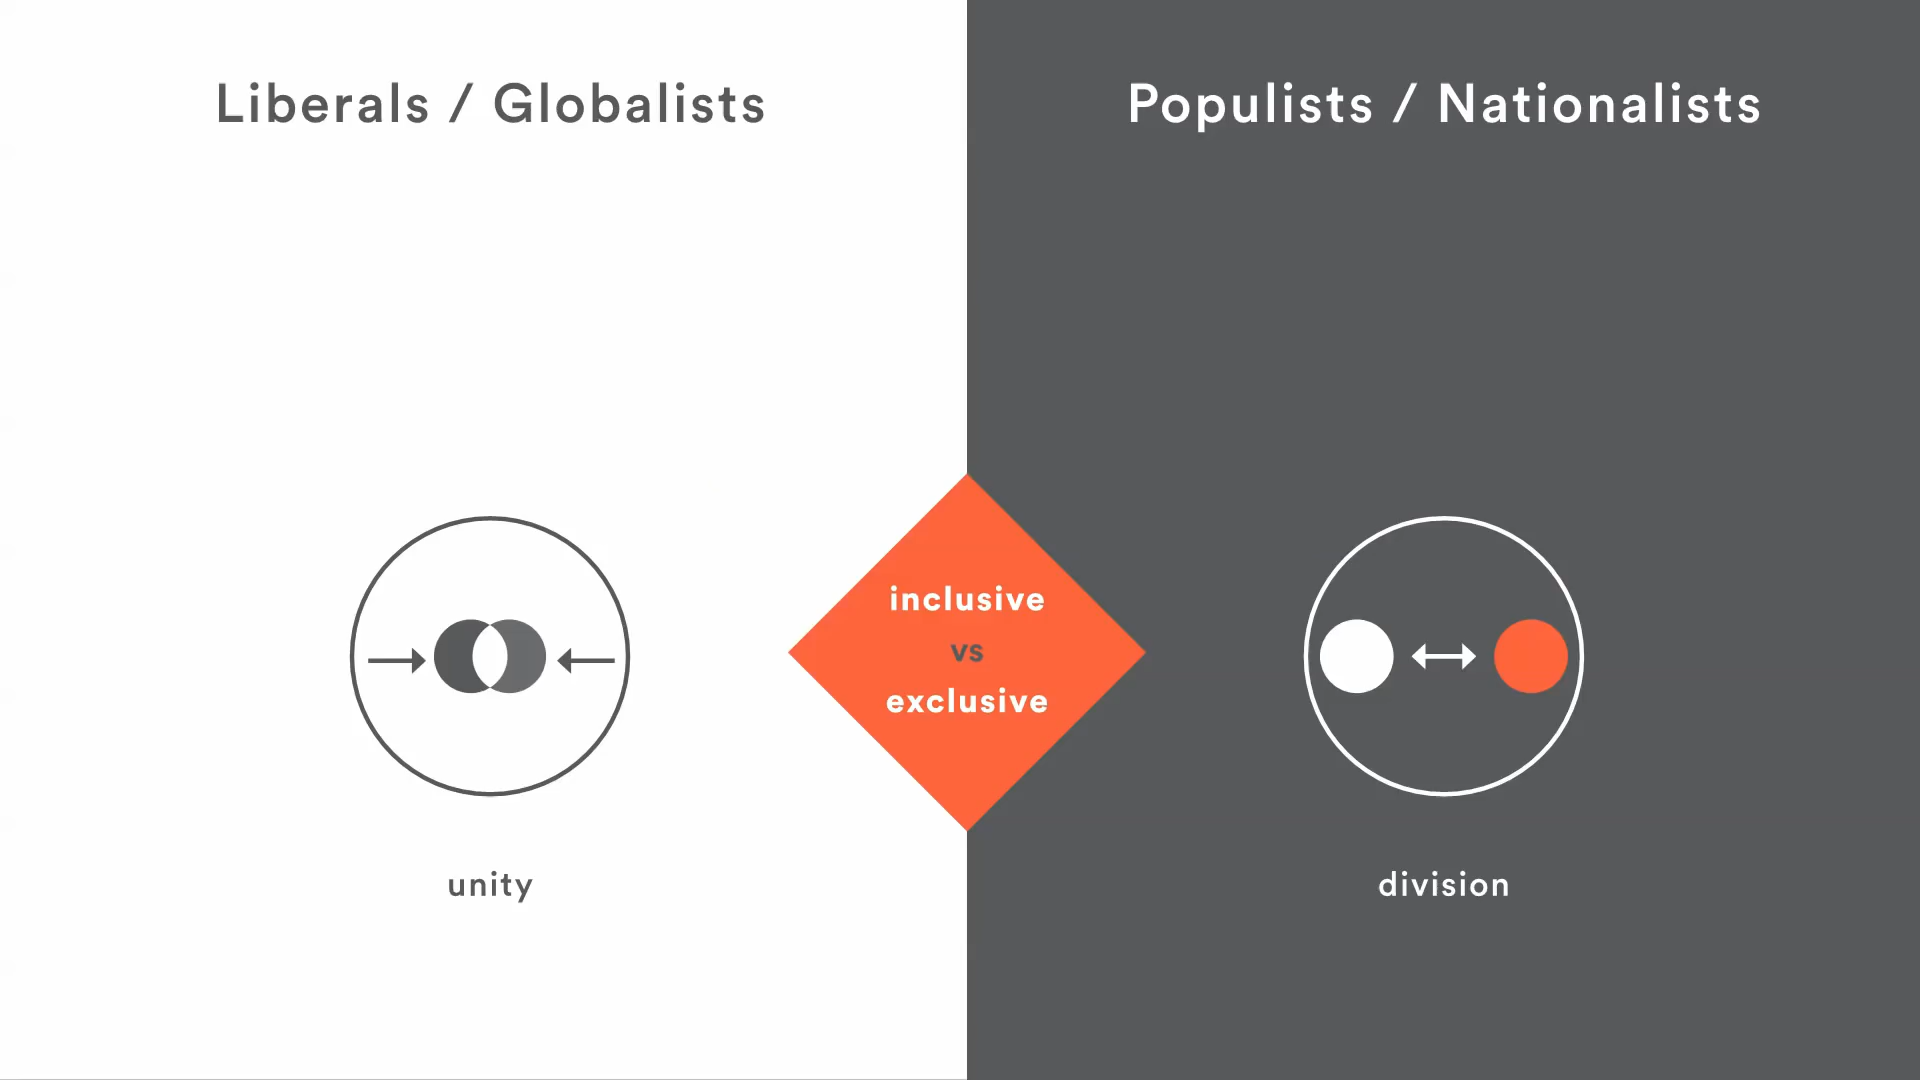 Liberals / Globalists
Populists / Nationalists
inclusive
vs
exclusive
unity
division